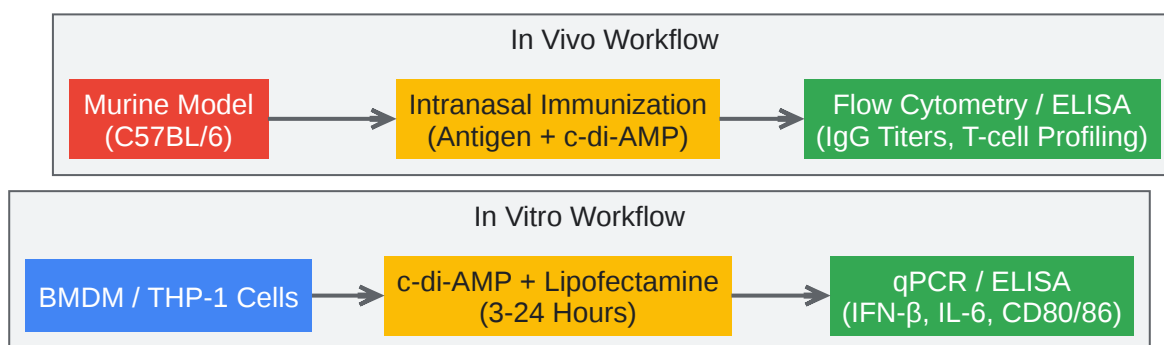 In Vivo Workflow
Murine Model
(C57BL/6)
Intranasal Immunization
(Antigen + c-di-AMP)
Flow Cytometry / ELISA
(IgG Titers, T-cell Profiling)
In Vitro Workflow
BMDM / THP-1 Cells
c-di-AMP + Lipofectamine
(3-24 Hours)
qPCR / ELISA
(IFN-β, IL-6, CD80/86)